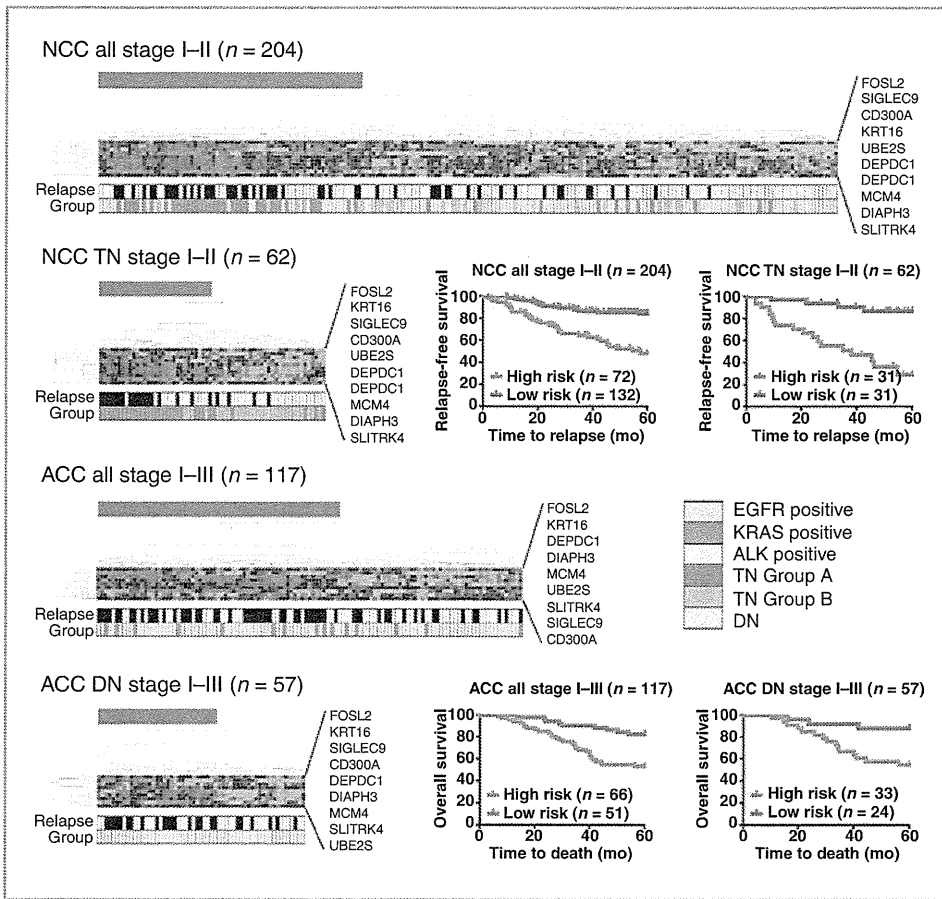 NCC all stage I–II (n = 204)
FOSL2
SIGLEC9
CD300A
KRT16
UBE2S
DEPDC1
DEPDC1
MCM4
DIAPH3
SLITRK4
Relapse
Group
NCC TN stage I–II (n = 62)
FOSL2
KRT16
SIGLEC9
CD300A
UBE2S
DEPDC1
DEPDC1
MCM4
DIAPH3
SLITRK4
Relapse
Group
NCC all stage I–II (n = 204)
Relapse-free survival
100
80
60
40
20
0
High risk (n = 72)
Low risk (n = 132)
0 20 40 60
Time to relapse (mo)
NCC TN stage I–II (n = 62)
Relapse-free survival
100
80
60
40
20
0
High risk (n = 31)
Low risk (n = 31)
0 20 40 60
Time to relapse (mo)
ACC all stage I–III (n = 117)
FOSL2
KRT16
DEPDC1
DIAPH3
MCM4
UBE2S
SLITRK4
SIGLEC9
CD300A
Relapse
Group
EGFR positive
KRAS positive
ALK positive
TN Group A
TN Group B
DN
ACC DN stage I–III (n = 57)
FOSL2
KRT16
SIGLEC9
CD300A
DEPDC1
DIAPH3
MCM4
SLITRK4
UBE2S
Relapse
Group
ACC all stage I–III (n = 117)
Overall survival
100
80
60
40
20
0
High risk (n = 66)
Low risk (n = 51)
0 20 40 60
Time to death (mo)
ACC DN stage I–III (n = 57)
Overall survival
100
80
60
40
20
0
High risk (n = 33)
Low risk (n = 24)
0 20 40 60
Time to death (mo)